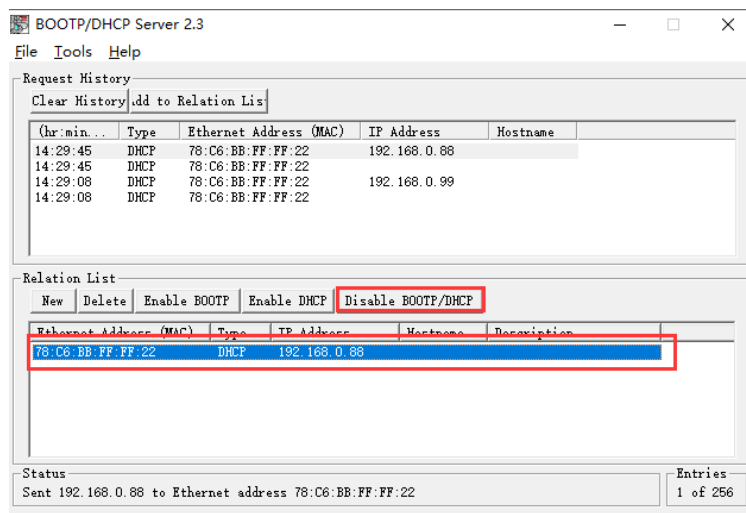 BOOTP/DHCP Server 2.3
File Tools Help
Request History
Clear History dd to Relation Lis
(hr:min... Type Ethernet Address (MAC) IP Address Hostname
14:29:45 DHCP 78:C6:BB:FF:FF:22 192.168.0.88
14:29:45 DHCP 78:C6:BB:FF:FF:22
14:29:08 DHCP 78:C6:BB:FF:FF:22 192.168.0.99
14:29:08 DHCP 78:C6:BB:FF:FF:22
Relation List
New Delete Enable BOOTP Enable DHCP Disable BOOTP/DHCP
Ethernet Address (MAC) Type IP Address Hostname Description
78:C6:BB:FF:FF:22 DHCP 192.168.0.88
Status
Sent 192.168.0.88 to Ethernet address 78:C6:BB:FF:FF:22
Entries
1 of 256